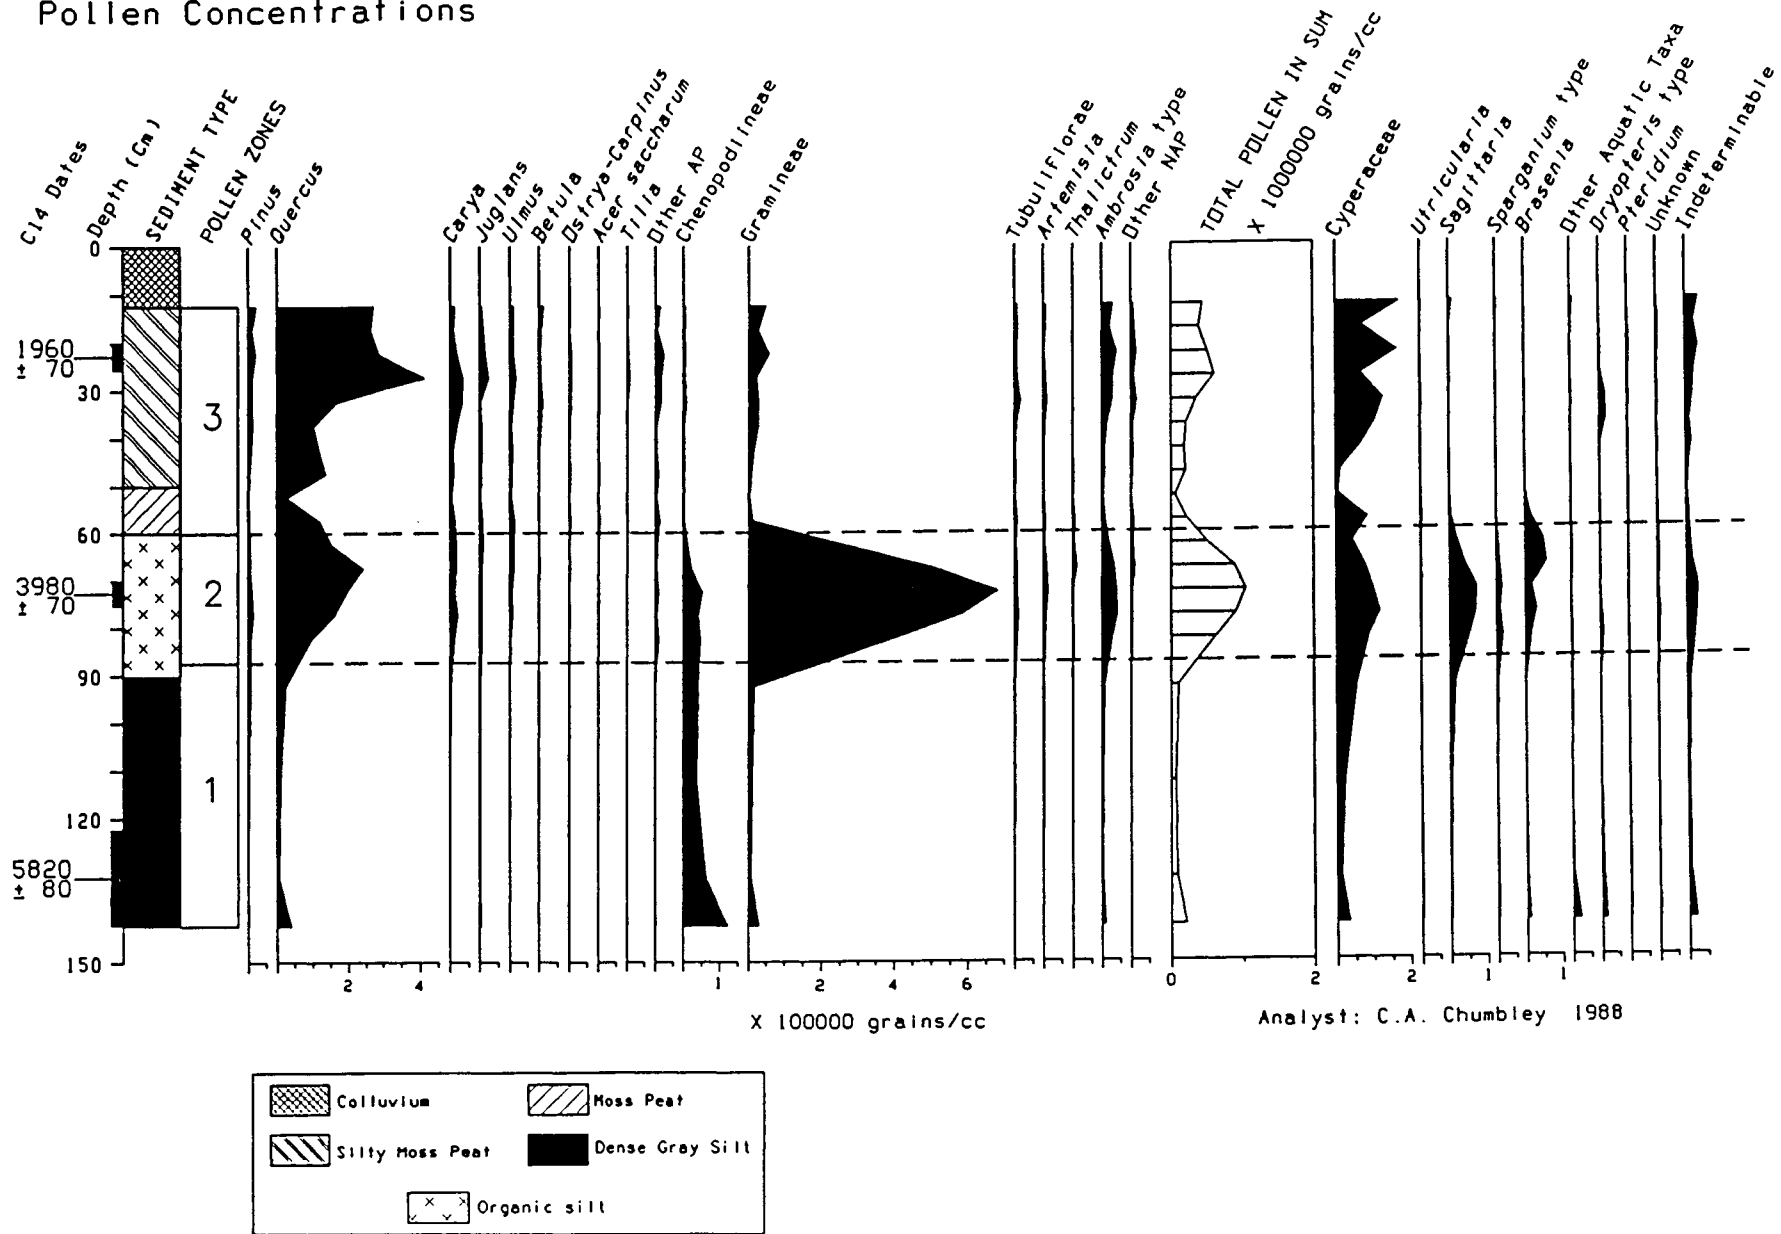 Pollen Concentrations
C14 Dates
Depth (Cm)
SEDIMENT TYPE
POLLEN ZONES
Pinus
Quercus
Carya
Juglans
Ulmus
Betula
Ostrya-Carpinus
Acer saccharum
Tilia
Other AP
Chenopodiineae
Gramineae
Tubuliflorae
Artemisia
Thalictrum
Ambrosia type
Other NAP
TOTAL POLLEN IN SUM
X 1000000 grains/cc
Cyperaceae
Utricularia
Sagittaria
Sparganium type
Brasenia
Other Aquatic Taxa
Dryopteris type
Pteridium
Unknown
Indeterminable
0
1960
± 70
30
3
60
3980
± 70
2
90
1
120
5820
± 80
150
2 4 1 2 4 6 0 2 2 1 1
X 100000 grains/cc
Analyst: C.A. Chumbley 1988
Colluvium
Moss Peat
Silty Moss Peat
Dense Gray Silt
Organic silt